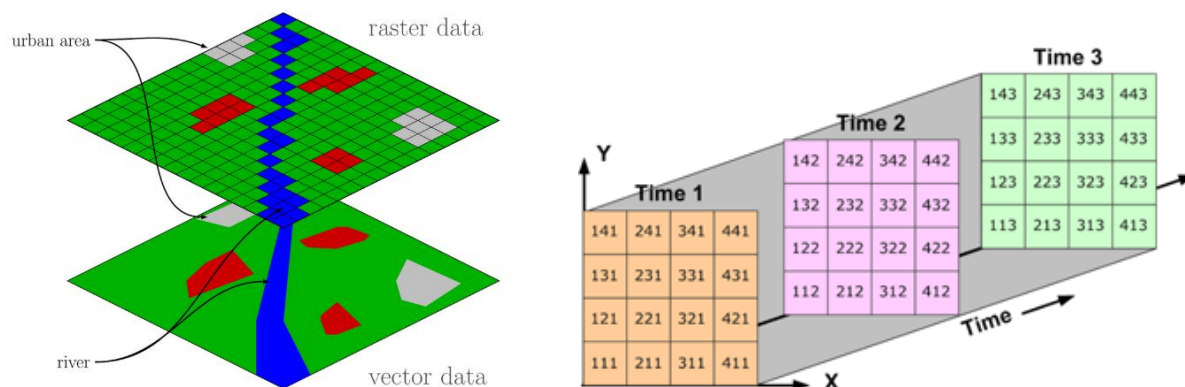 raster data
urban area
river
vector data
Y
Time 1
141 241 341 441
131 231 331 431
121 221 321 421
111 211 311 411
X
Time 2
142 242 342 442
132 232 332 432
122 222 322 422
112 212 312 412
Time 3
143 243 343 443
133 233 333 433
123 223 323 423
113 213 313 413
Time